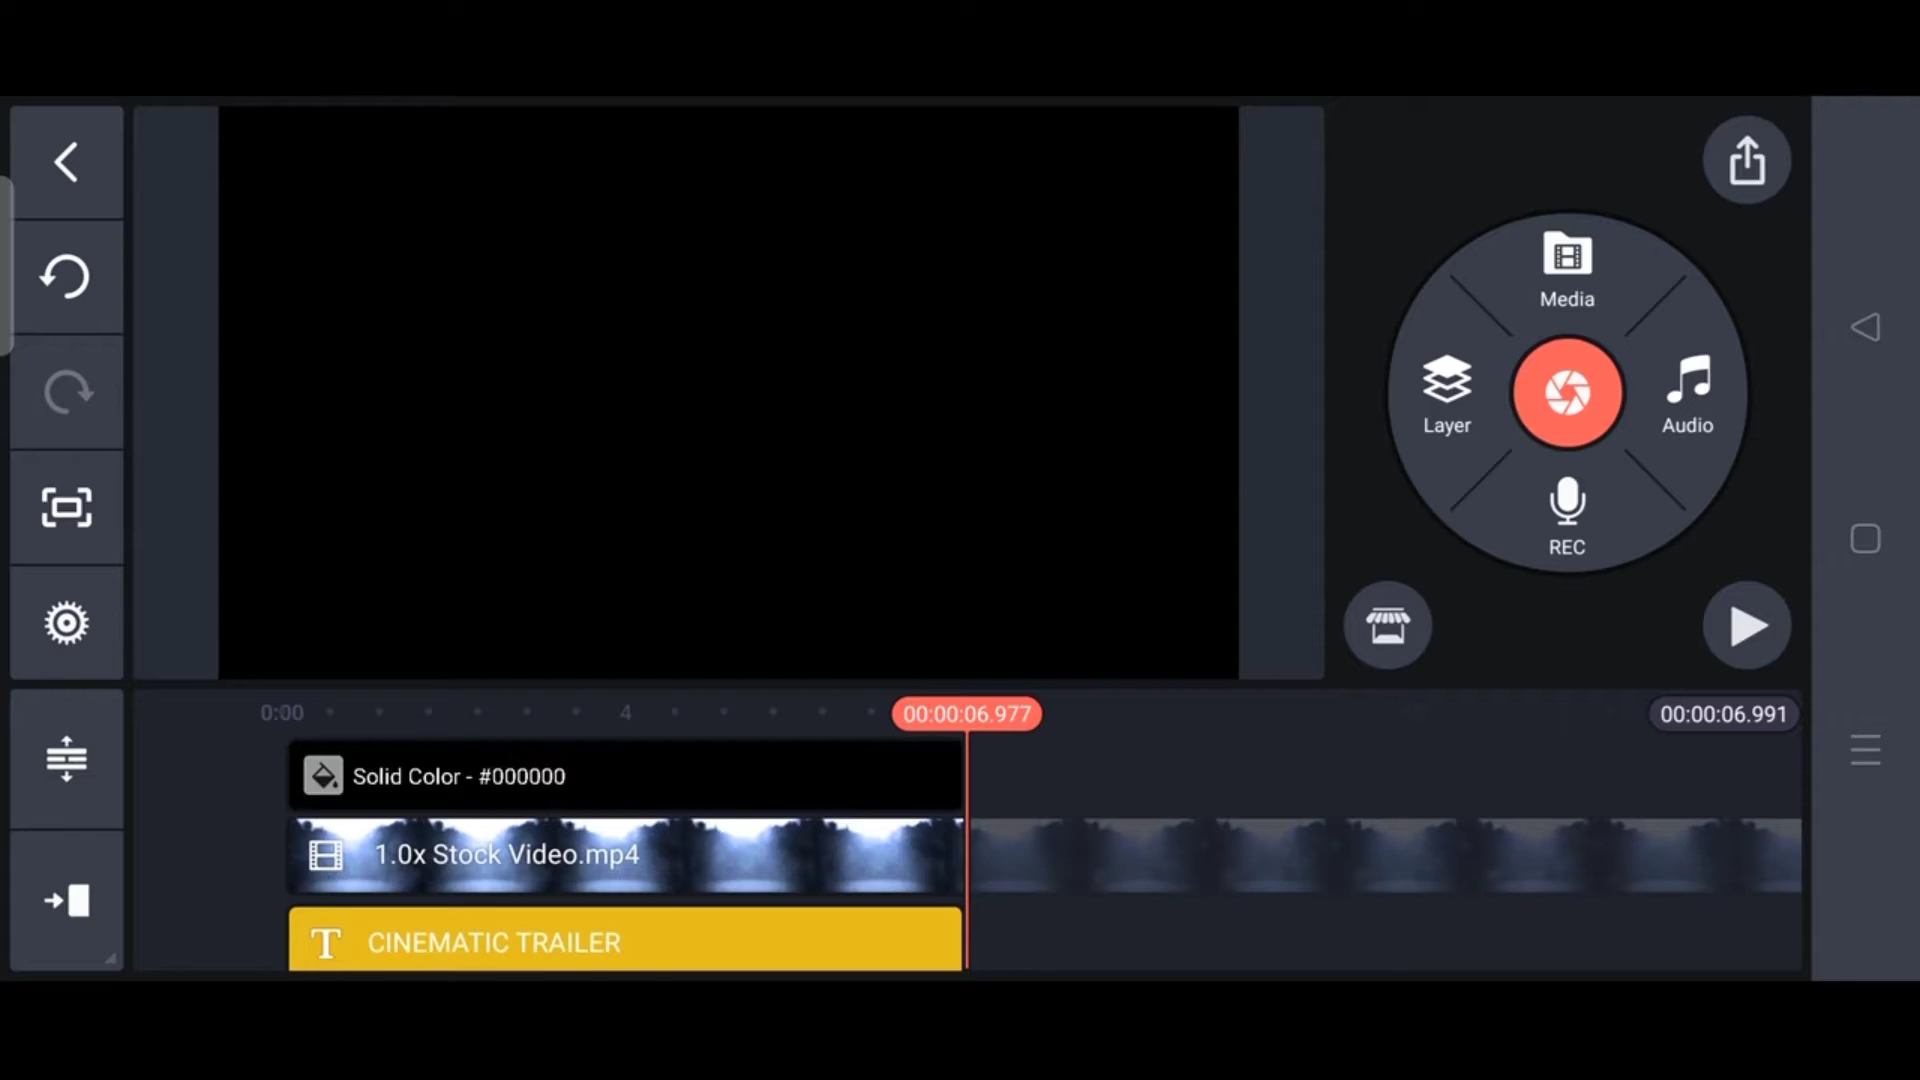 Media
Layer
Audio
REC
0:00
4
00:00:06.977
00:00:06.991
Solid Color - #000000
1.0x Stock Video.mp4
T CINEMATIC TRAILER